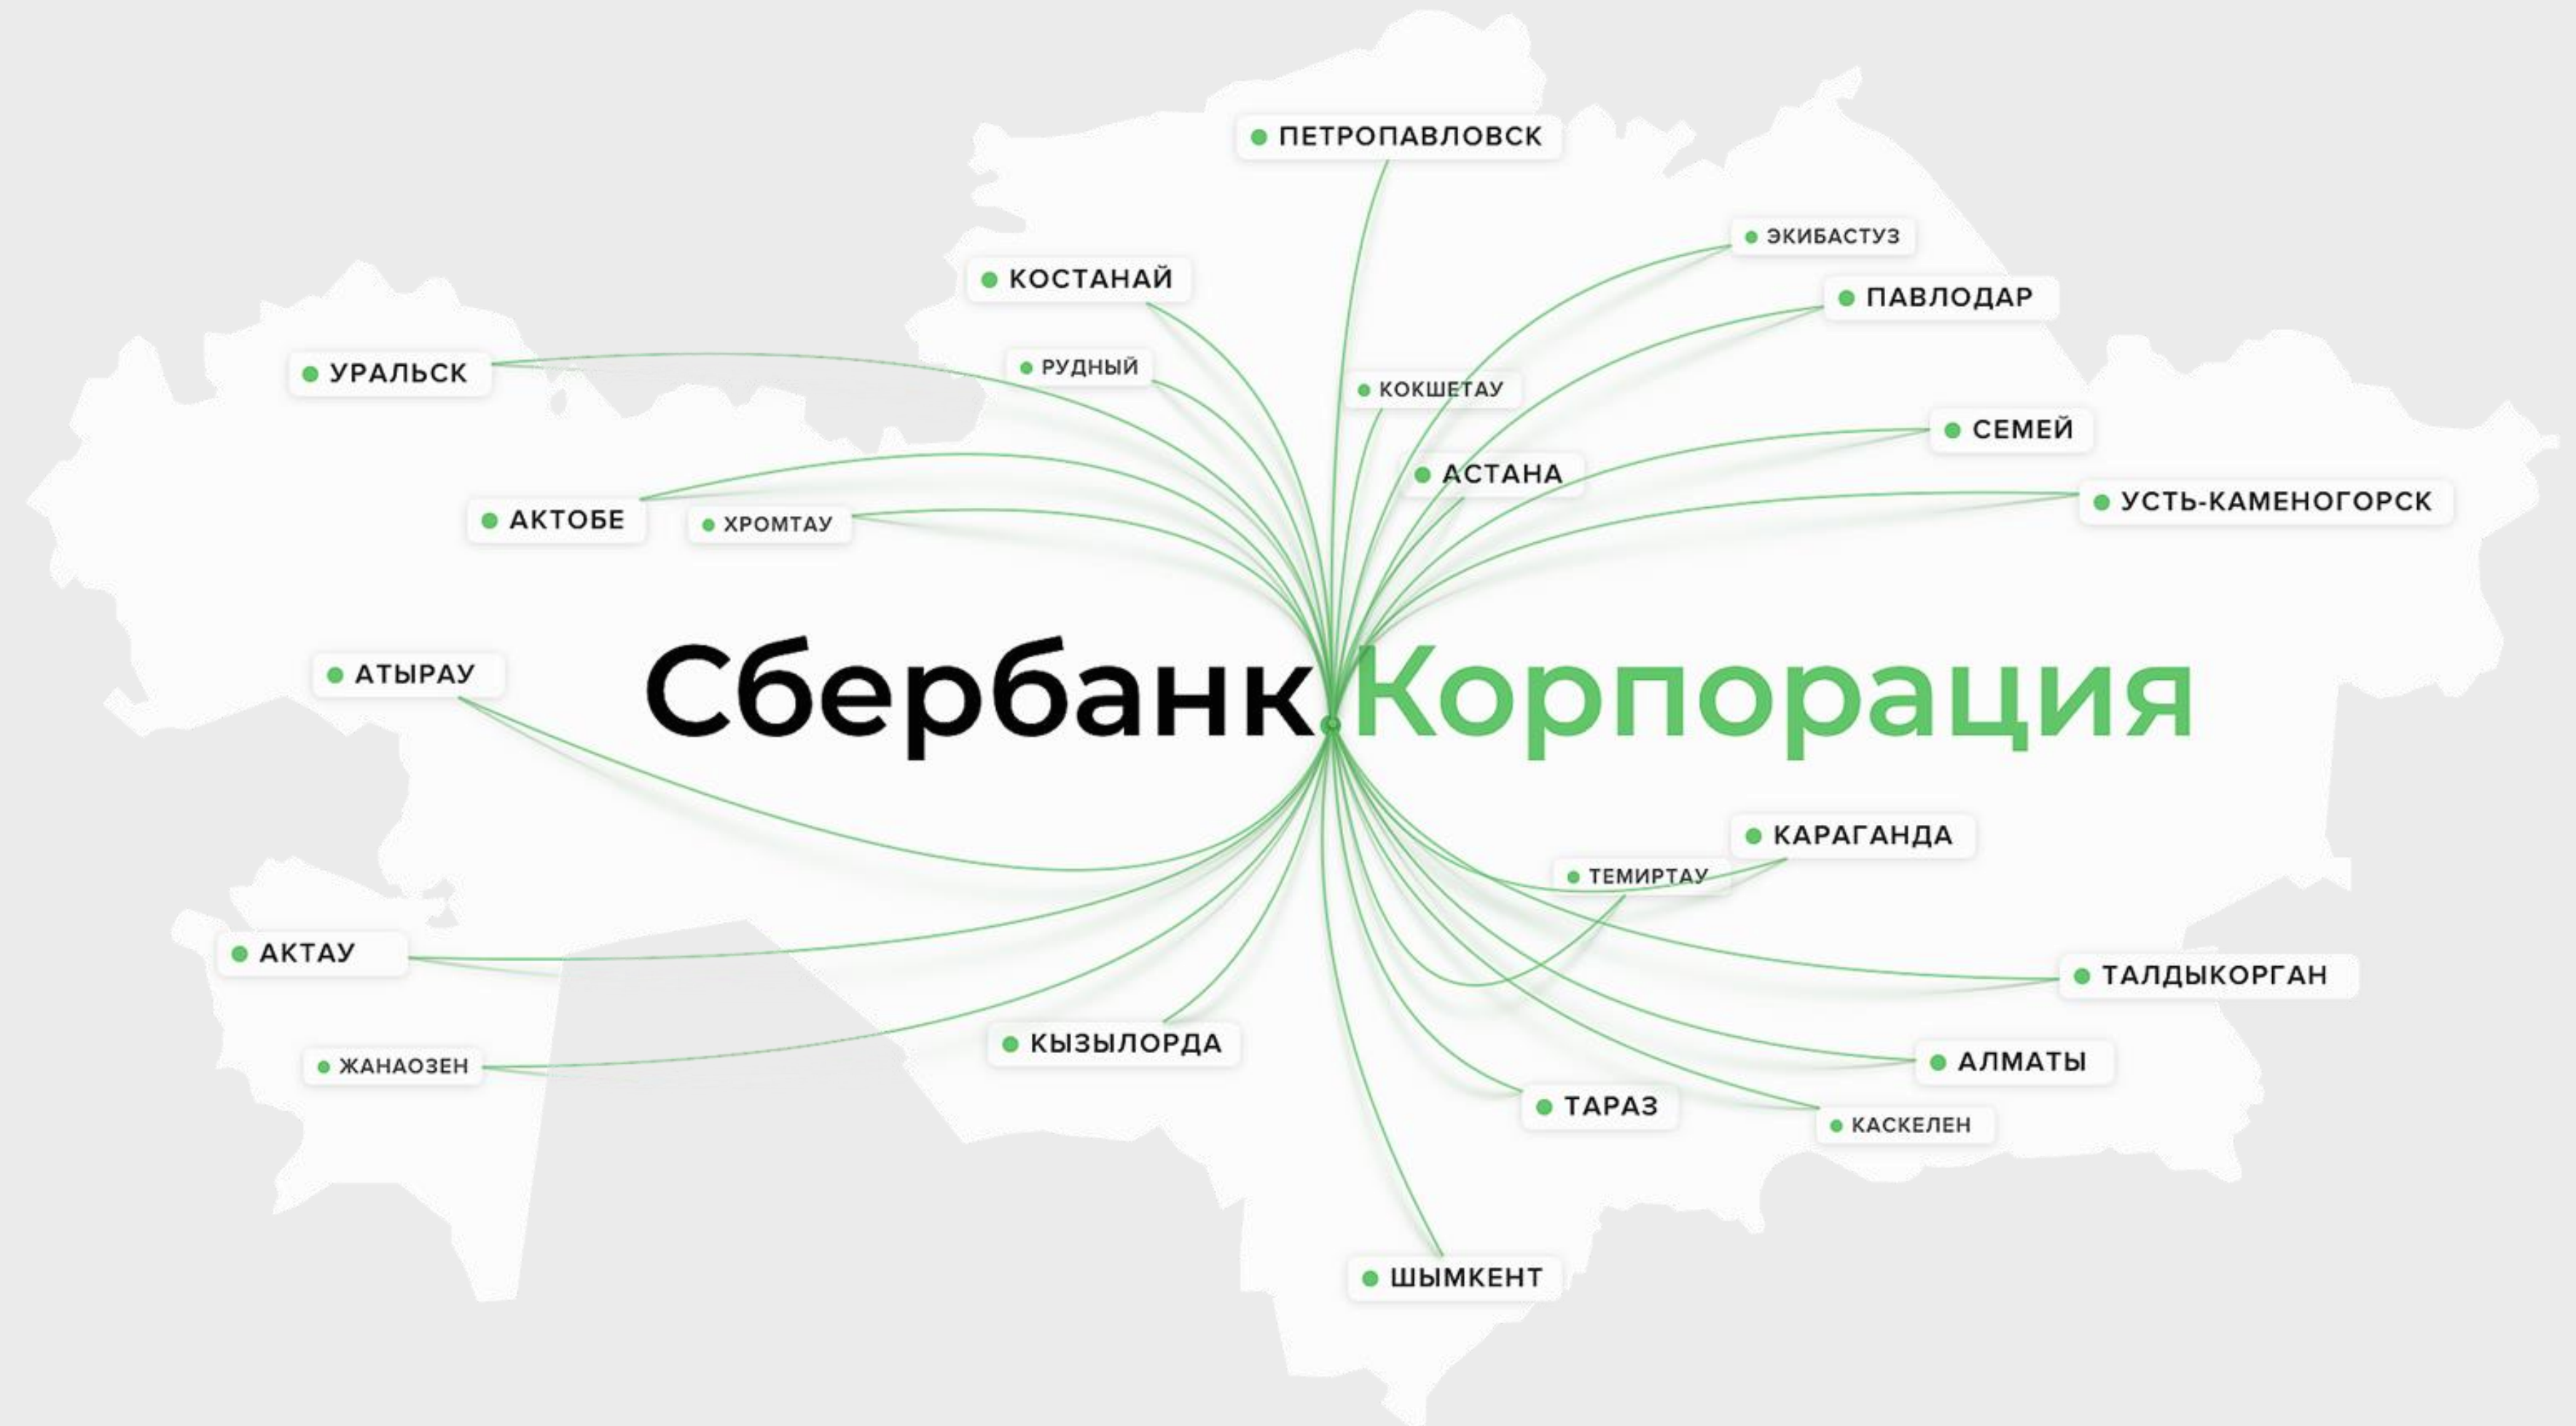 ПЕТРОПАВЛОВСК
ЭКИБАСТУЗ
КОСТАНАЙ
ПАВЛОДАР
УРАЛЬСК
РУДНЫЙ
КОКШЕТАУ
СЕМЕЙ
АСТАНА
УСТЬ-КАМЕНОГОРСК
АКТОБЕ
ХРОМТАУ
АТЫРАУ
Сбербанк Корпорация
КАРАГАНДА
ТЕМИРТАУ
АКТАУ
ТАЛДЫКОРГАН
КЫЗЫЛОРДА
АЛМАТЫ
ЖАНАОЗЕН
ТАРАЗ
КАСКЕЛЕН
ШЫМКЕНТ